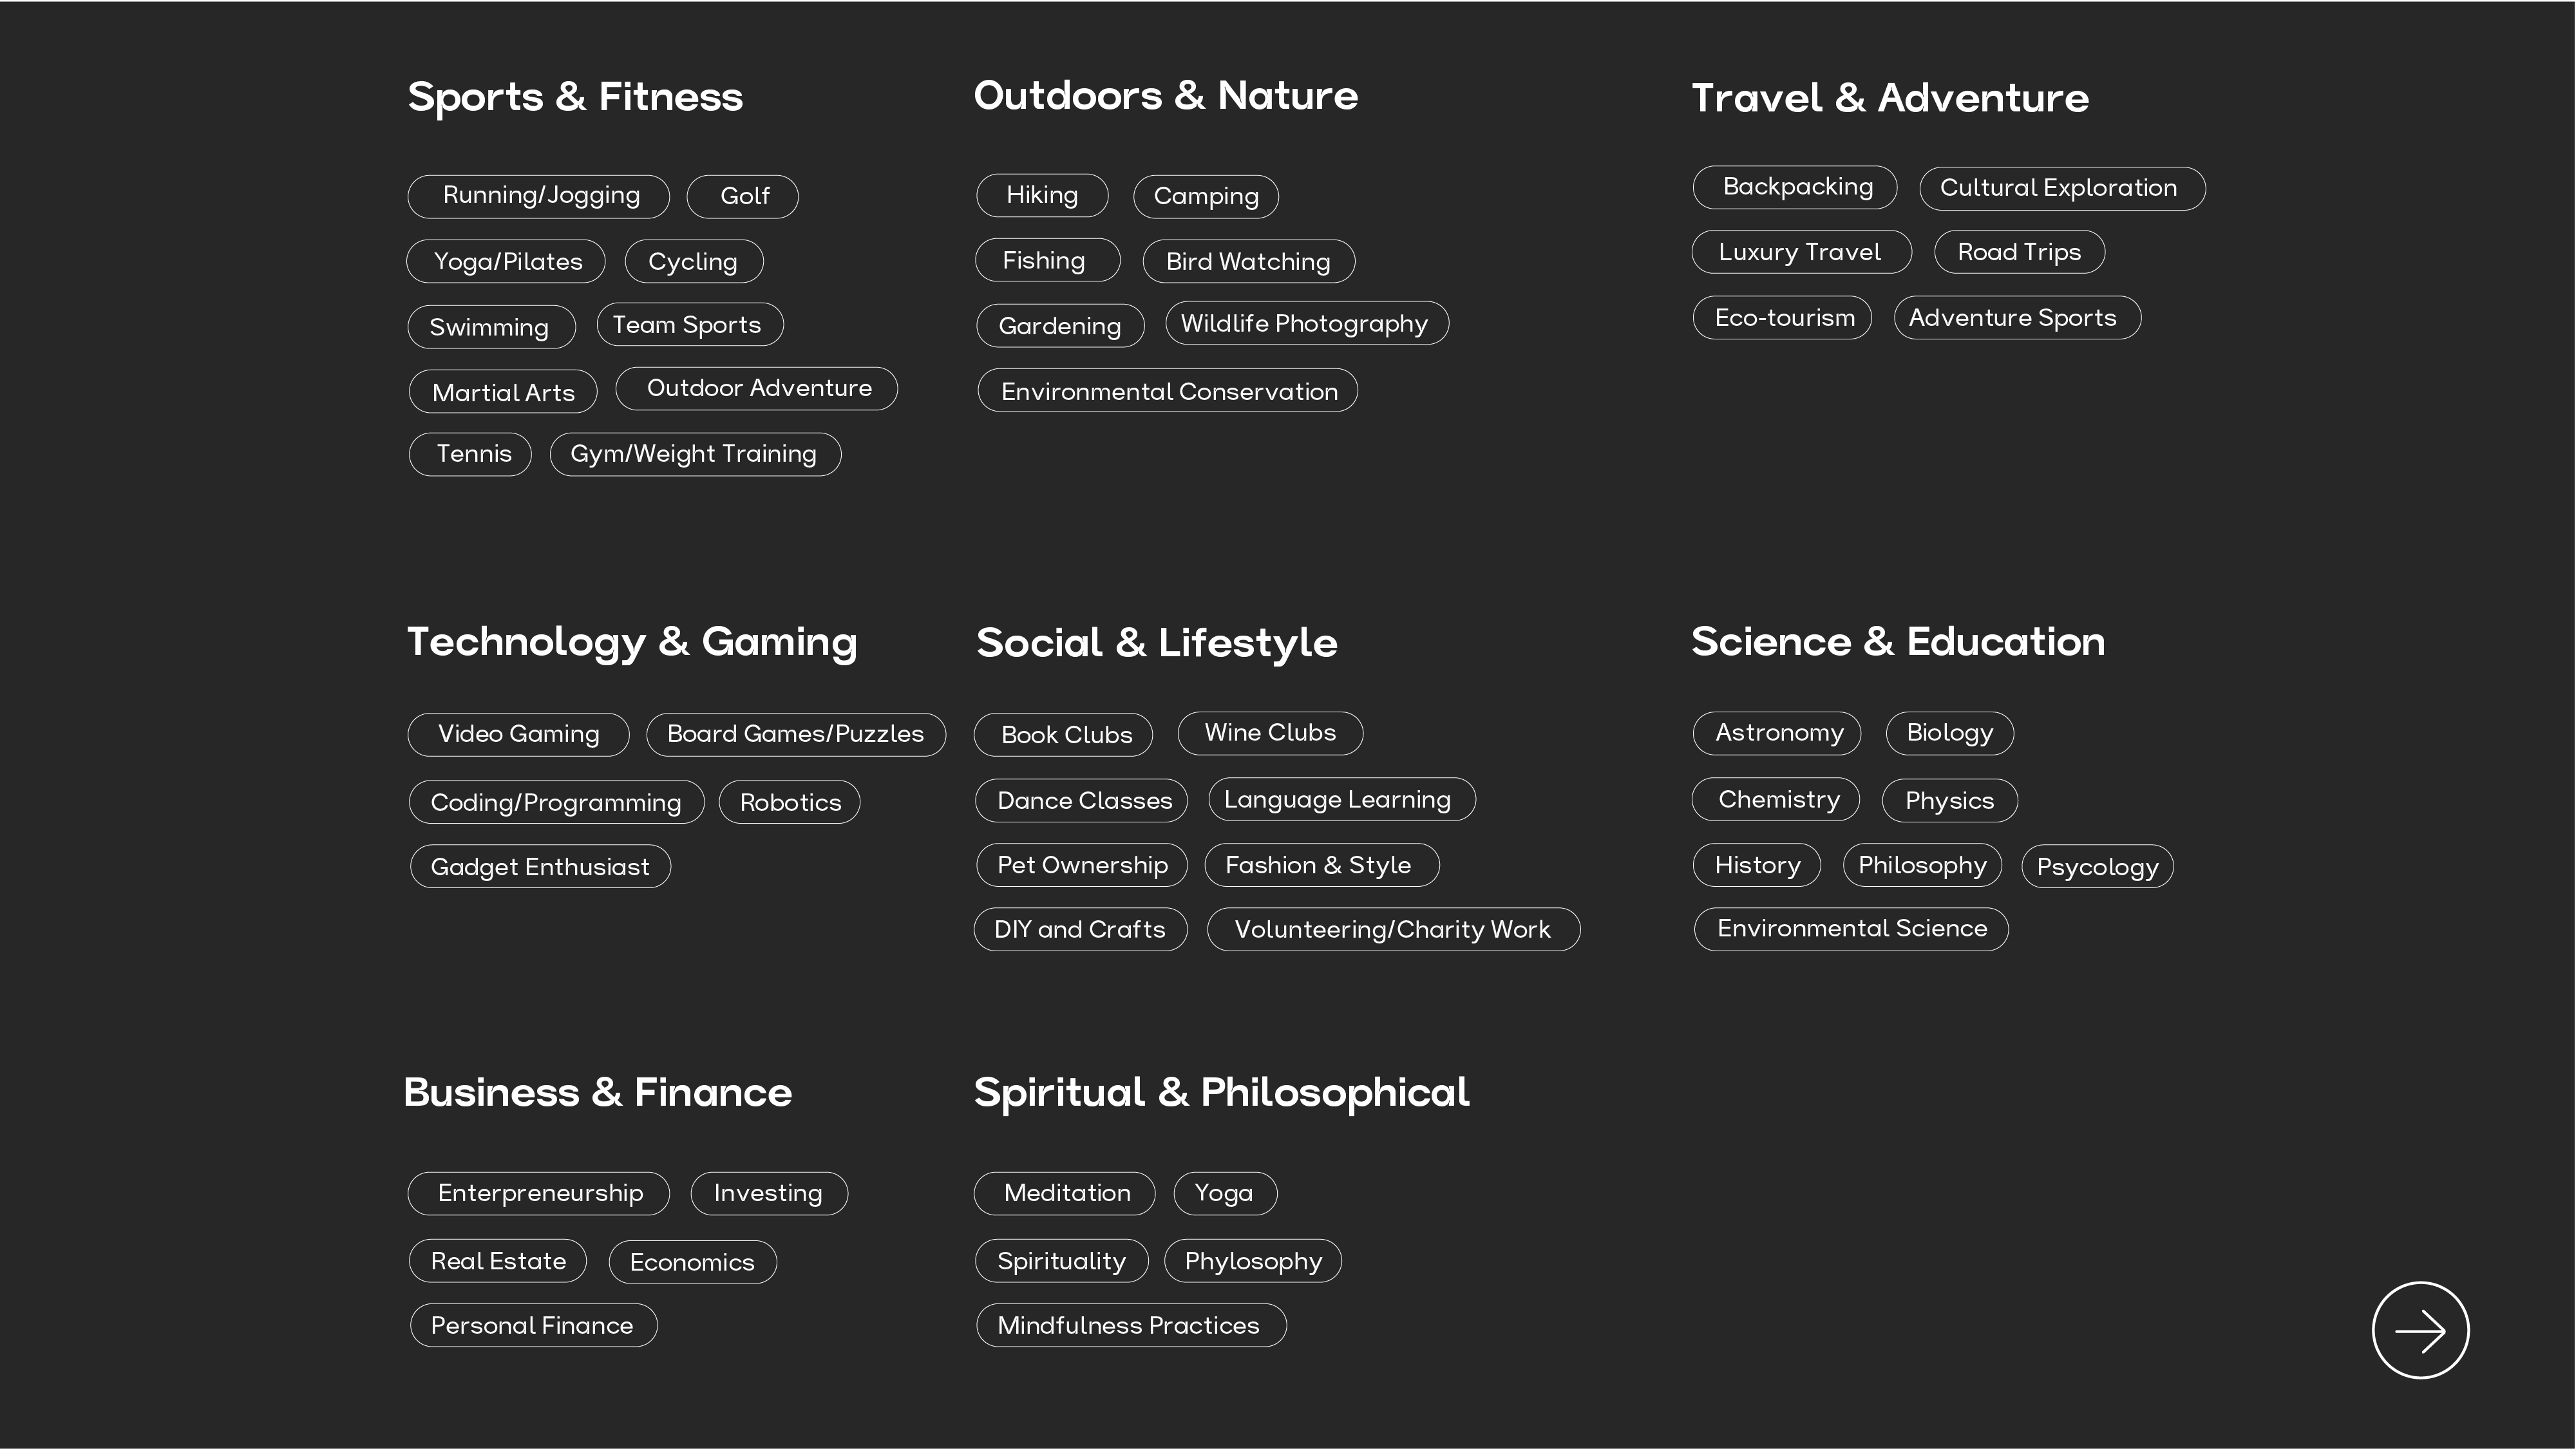 Sports & Fitness
Running/Jogging Golf
Yoga/Pilates Cycling
Swimming Team Sports
Martial Arts Outdoor Adventure
Tennis Gym/Weight Training
Outdoors & Nature
Hiking Camping
Fishing Bird Watching
Gardening Wildlife Photography
Environmental Conservation
Travel & Adventure
Backpacking Cultural Exploration
Luxury Travel Road Trips
Eco-tourism Adventure Sports
Technology & Gaming
Video Gaming Board Games/Puzzles
Coding/Programming Robotics
Gadget Enthusiast
Social & Lifestyle
Book Clubs Wine Clubs
Dance Classes Language Learning
Pet Ownership Fashion & Style
DIY and Crafts Volunteering/Charity Work
Science & Education
Astronomy Biology
Chemistry Physics
History Philosophy Psycology
Environmental Science
Business & Finance
Enterpreneurship Investing
Real Estate Economics
Personal Finance
Spiritual & Philosophical
Meditation Yoga
Spirituality Phylosophy
Mindfulness Practices